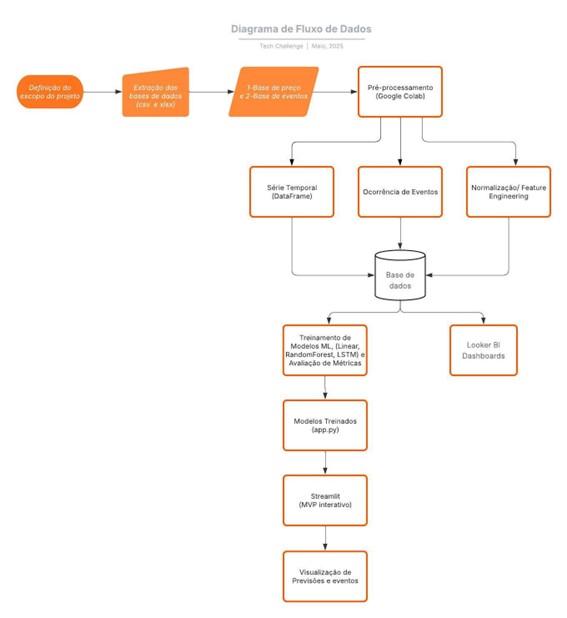 Diagrama de Fluxo de Dados
Tech Challenge | Maio, 2025
Definição do
escopo do projeto
Extração das
bases de dados
(csv e xlsx)
1-Base de preço
e 2-Base de eventos
Pré-processamento
(Google Colab)
Série Temporal
(DataFrame)
Ocorrência de Eventos
Normalização/ Feature
Engineering
Base de
dados
Treinamento de
Modelos ML, (Linear,
RandomForest, LSTM) e
Avaliação de Métricas
Looker BI
Dashboards
Modelos Treinados
(app.py)
Streamlit
(MVP interativo)
Visualização de
Previsões e eventos